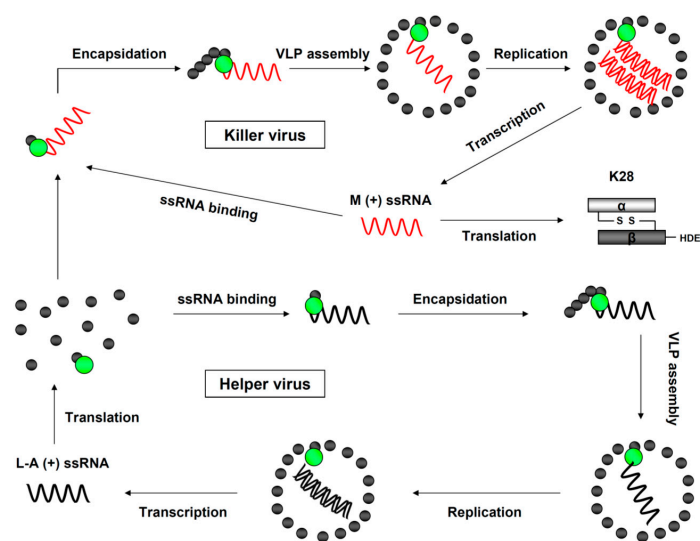 Encapsidation
VLP assembly
Replication
Killer virus
Transcription
ssRNA binding
M (+) ssRNA
Translation
K28
α
S S
β
HDE
ssRNA binding
Encapsidation
Helper virus
VLP assembly
Translation
L-A (+) ssRNA
Transcription
Replication